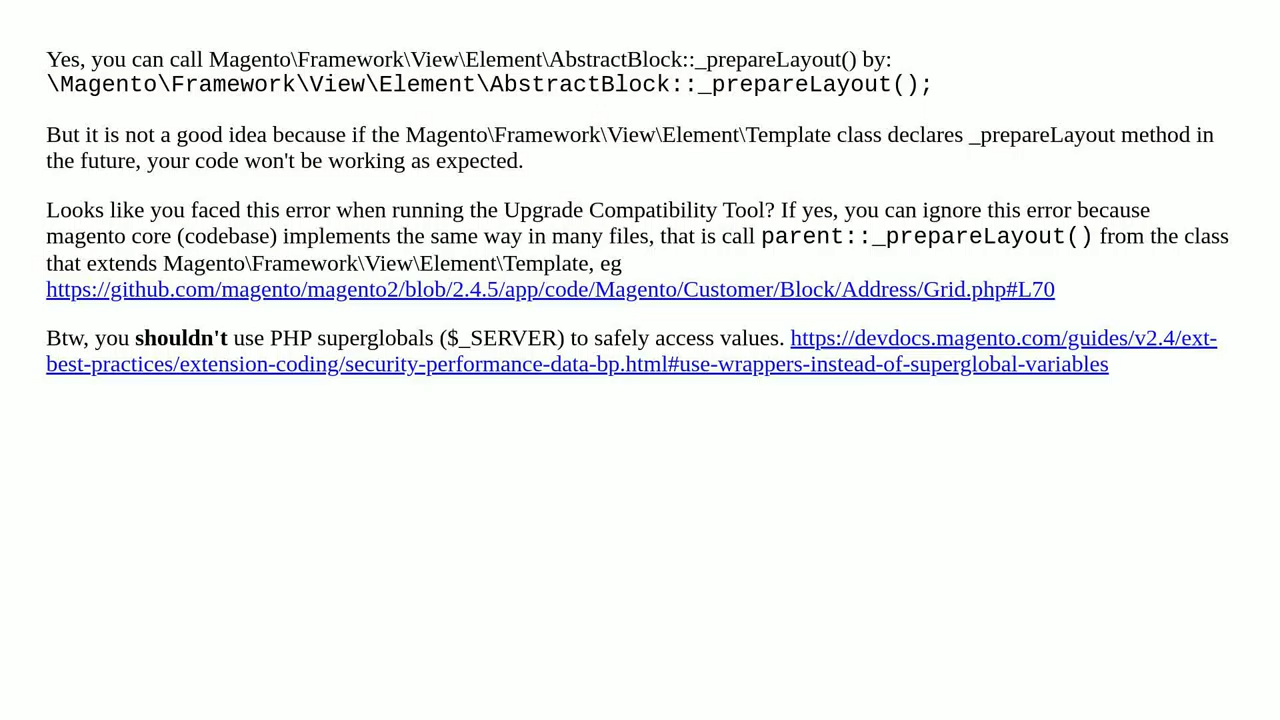 Yes, you can call Magento\Framework\View\Element\AbstractBlock::_prepareLayout() by:
\Magento\Framework\View\Element\AbstractBlock::_prepareLayout();
But it is not a good idea because if the Magento\Framework\View\Element\Template class declares _prepareLayout method in
the future, your code won't be working as expected.
Looks like you faced this error when running the Upgrade Compatibility Tool? If yes, you can ignore this error because
magento core (codebase) implements the same way in many files, that is call parent::_prepareLayout() from the class
that extends Magento\Framework\View\Element\Template, eg
https://github.com/magento/magento2/blob/2.4.5/app/code/Magento/Customer/Block/Address/Grid.php#L70
Btw, you shouldn't use PHP superglobals ($_SERVER) to safely access values. https://devdocs.magento.com/guides/v2.4/ext-
best-practices/extension-coding/security-performance-data-bp.html#use-wrappers-instead-of-superglobal-variables